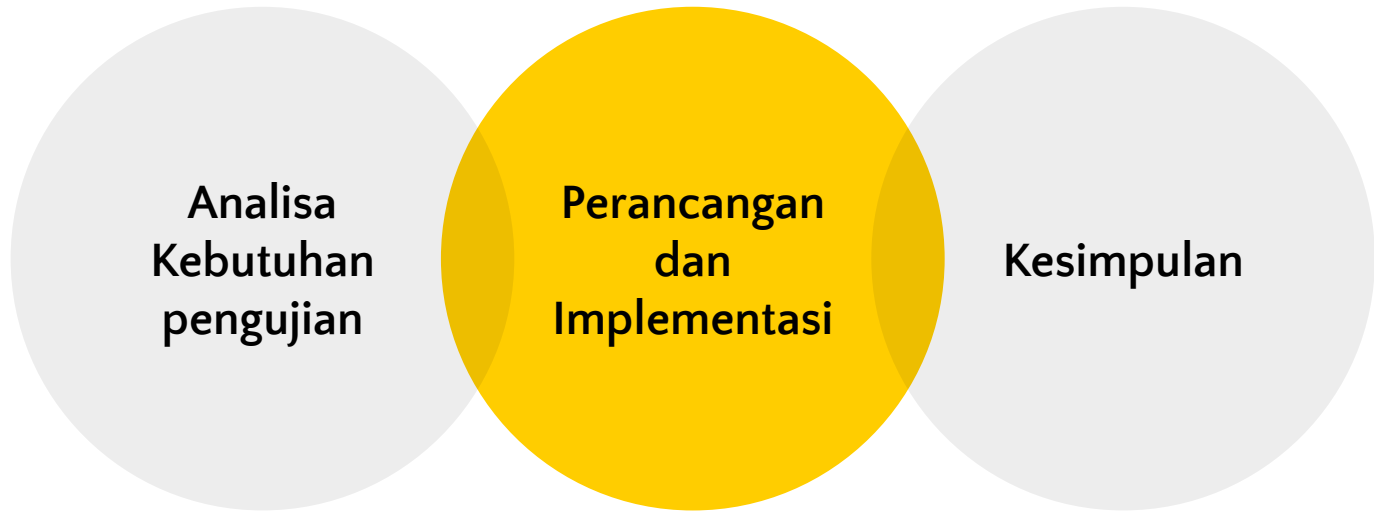 Analisa
Kebutuhan
pengujian
Perancangan
dan
Implementasi
Kesimpulan